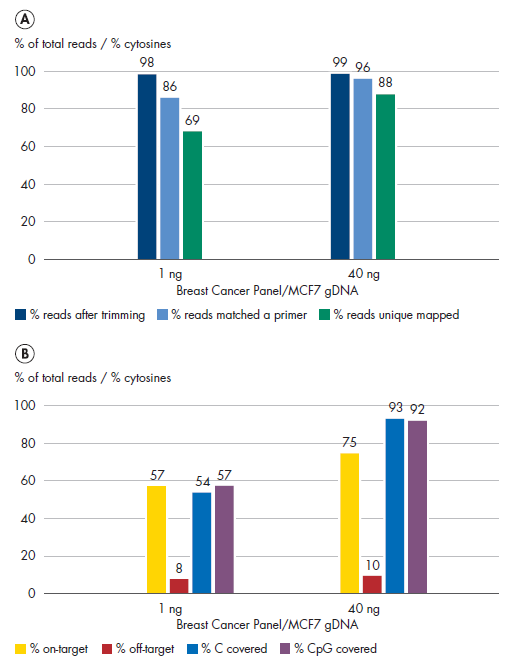 A
% of total reads / % cytosines
100
80
60
40
20
0
98
86
69
99
96
88
1 ng
40 ng
Breast Cancer Panel/MCF7 gDNA
% reads after trimming
% reads matched a primer
% reads unique mapped
B
% of total reads / % cytosines
100
80
60
40
20
0
57
8
54
57
75
10
93
92
1 ng
40 ng
Breast Cancer Panel/MCF7 gDNA
% on-target
% off-target
% C covered
% CpG covered